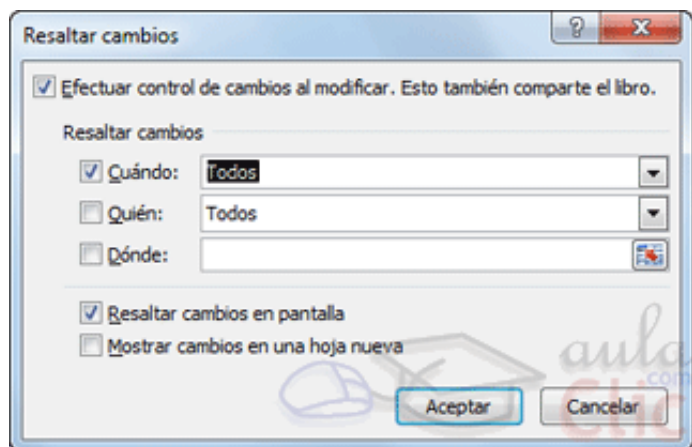 Resaltar cambios
Efectuar control de cambios al modificar. Esto también comparte el libro.
Resaltar cambios
Cuándo: Todos
Quién: Todos
Dónde:
Resaltar cambios en pantalla
Mostrar cambios en una hoja nueva
aula
.com
Clic
Aceptar Cancelar